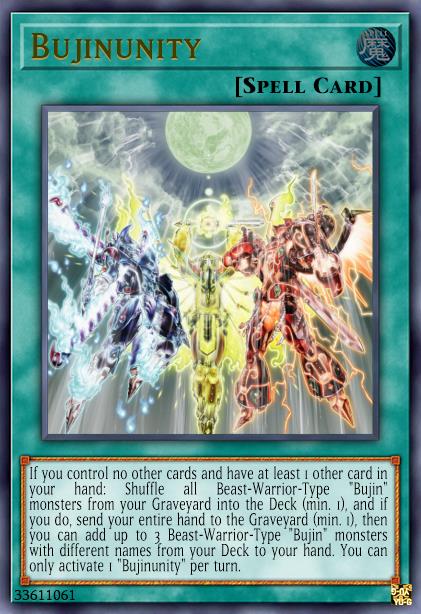 Bujinunity
魔
[Spell Card]
If you control no other cards and have at least 1 other card in
your hand: Shuffle all Beast-Warrior-Type "Bujin"
monsters from your Graveyard into the Deck (min. 1), and if
you do, send your entire hand to the Graveyard (min. 1), then
you can add up to 3 Beast-Warrior-Type "Bujin" monsters
with different names from your Deck to your hand. You can
only activate 1 "Bujinunity" per turn.
33611061